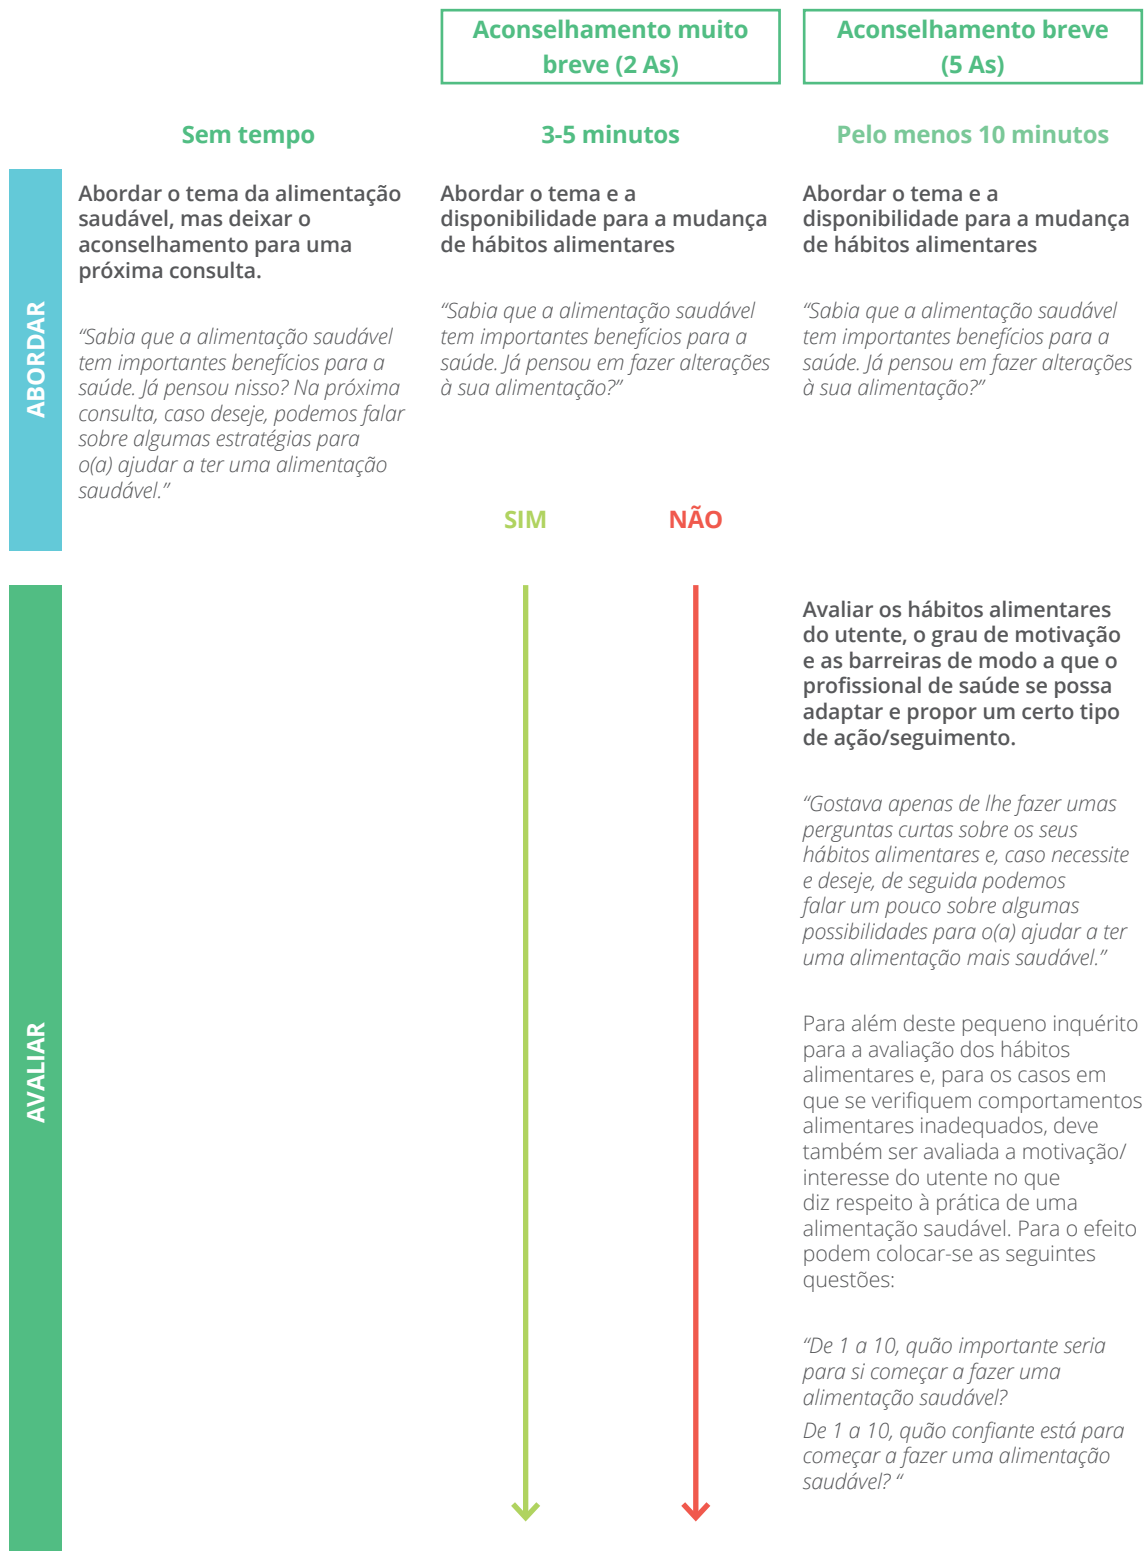 Aconselhamento muito
breve (2 As)
Aconselhamento breve
(5 As)
Sem tempo
3-5 minutos
Pelo menos 10 minutos
ABORDAR
Abordar o tema da alimentação
saudável, mas deixar o
aconselhamento para uma
próxima consulta.
“Sabia que a alimentação saudável
tem importantes benefícios para a
saúde. Já pensou nisso? Na próxima
consulta, caso deseje, podemos falar
sobre algumas estratégias para
o(a) ajudar a ter uma alimentação
saudável.”
Abordar o tema e a
disponibilidade para a mudança
de hábitos alimentares
“Sabia que a alimentação saudável
tem importantes benefícios para a
saúde. Já pensou em fazer alterações
à sua alimentação?”
SIM
NÃO
Abordar o tema e a
disponibilidade para a mudança
de hábitos alimentares
“Sabia que a alimentação saudável
tem importantes benefícios para a
saúde. Já pensou em fazer alterações
à sua alimentação?”
AVALIAR
Avaliar os hábitos alimentares
do utente, o grau de motivação
e as barreiras de modo a que o
profissional de saúde se possa
adaptar e propor um certo tipo
de ação/seguimento.
“Gostava apenas de lhe fazer umas
perguntas curtas sobre os seus
hábitos alimentares e, caso necessite
e deseje, de seguida podemos
falar um pouco sobre algumas
possibilidades para o(a) ajudar a ter
uma alimentação mais saudável.”
Para além deste pequeno inquérito
para a avaliação dos hábitos
alimentares e, para os casos em
que se verifiquem comportamentos
alimentares inadequados, deve
também ser avaliada a motivação/
interesse do utente no que
diz respeito à prática de uma
alimentação saudável. Para o efeito
podem colocar-se as seguintes
questões:
“De 1 a 10, quão importante seria
para si começar a fazer uma
alimentação saudável?
De 1 a 10, quão confiante está para
começar a fazer uma alimentação
saudável? “